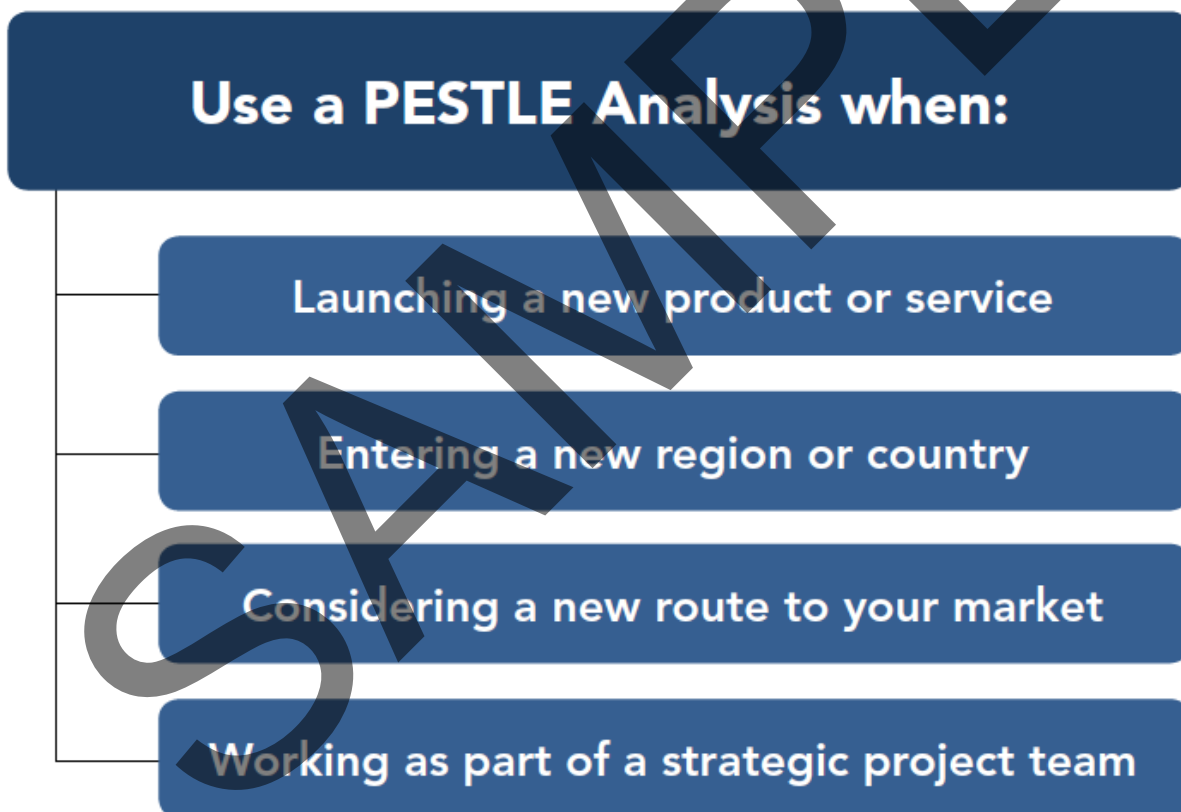 Use a PESTLE Analysis when:
Launching a new product or service
Entering a new region or country
Considering a new route to your market
Working as part of a strategic project team
SAMPL